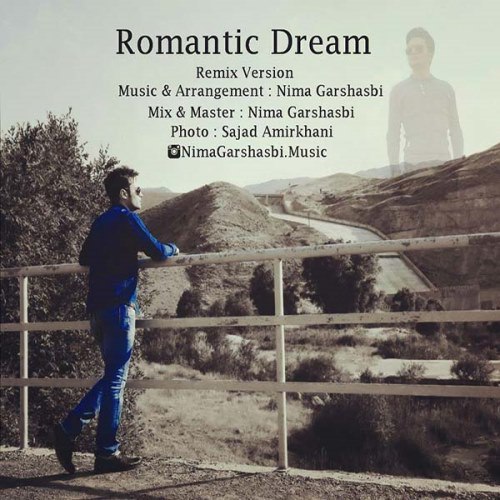 Romantic Dream
Remix Version
Music & Arrangement : Nima Garshasbi
Mix & Master : Nima Garshasbi
Photo : Sajad Amirkhani
NimaGarshasbi.Music